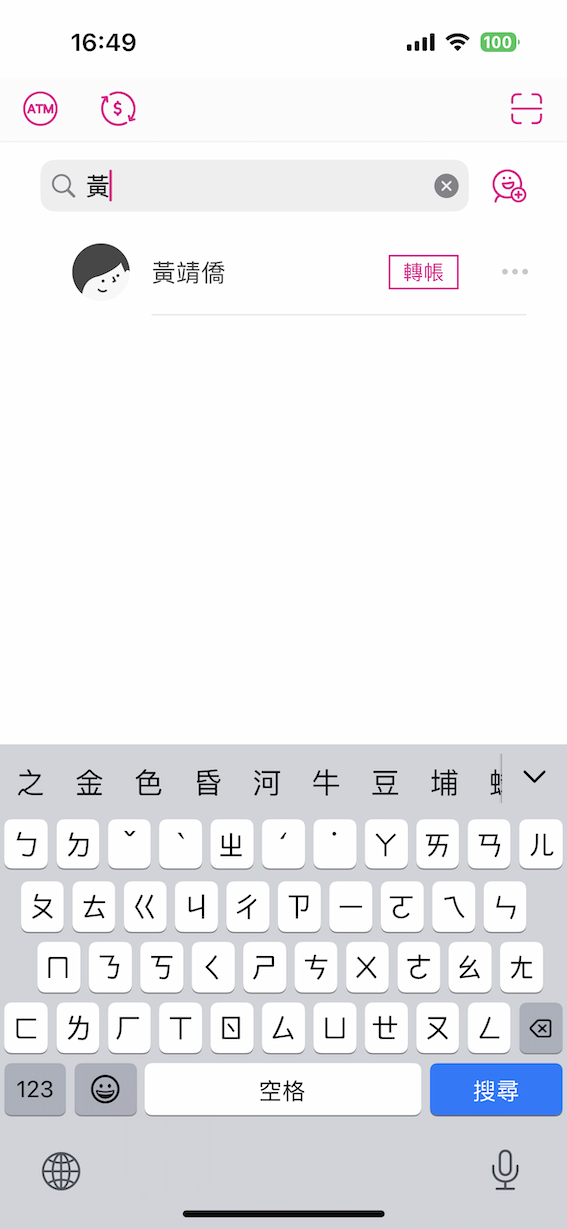 16:49
100
ATM
$
黃
黃靖僑
轉帳
之 金 色 昏 河 牛 豆 埔
ㄅ ㄉ ˇ ˋ ㄓ ˊ ˙ ㄚ ㄞ ㄢ ㄦ
ㄆ ㄊ ㄍ ㄐ ㄔ ㄗ ㄧ ㄛ ㄟ ㄣ
ㄇ ㄋ ㄎ ㄑ ㄕ ㄘ ㄨ ㄜ ㄠ ㄤ
ㄈ ㄌ ㄏ ㄒ ㄖ ㄙ ㄩ ㄝ ㄡ ㄥ
123 空格 搜尋